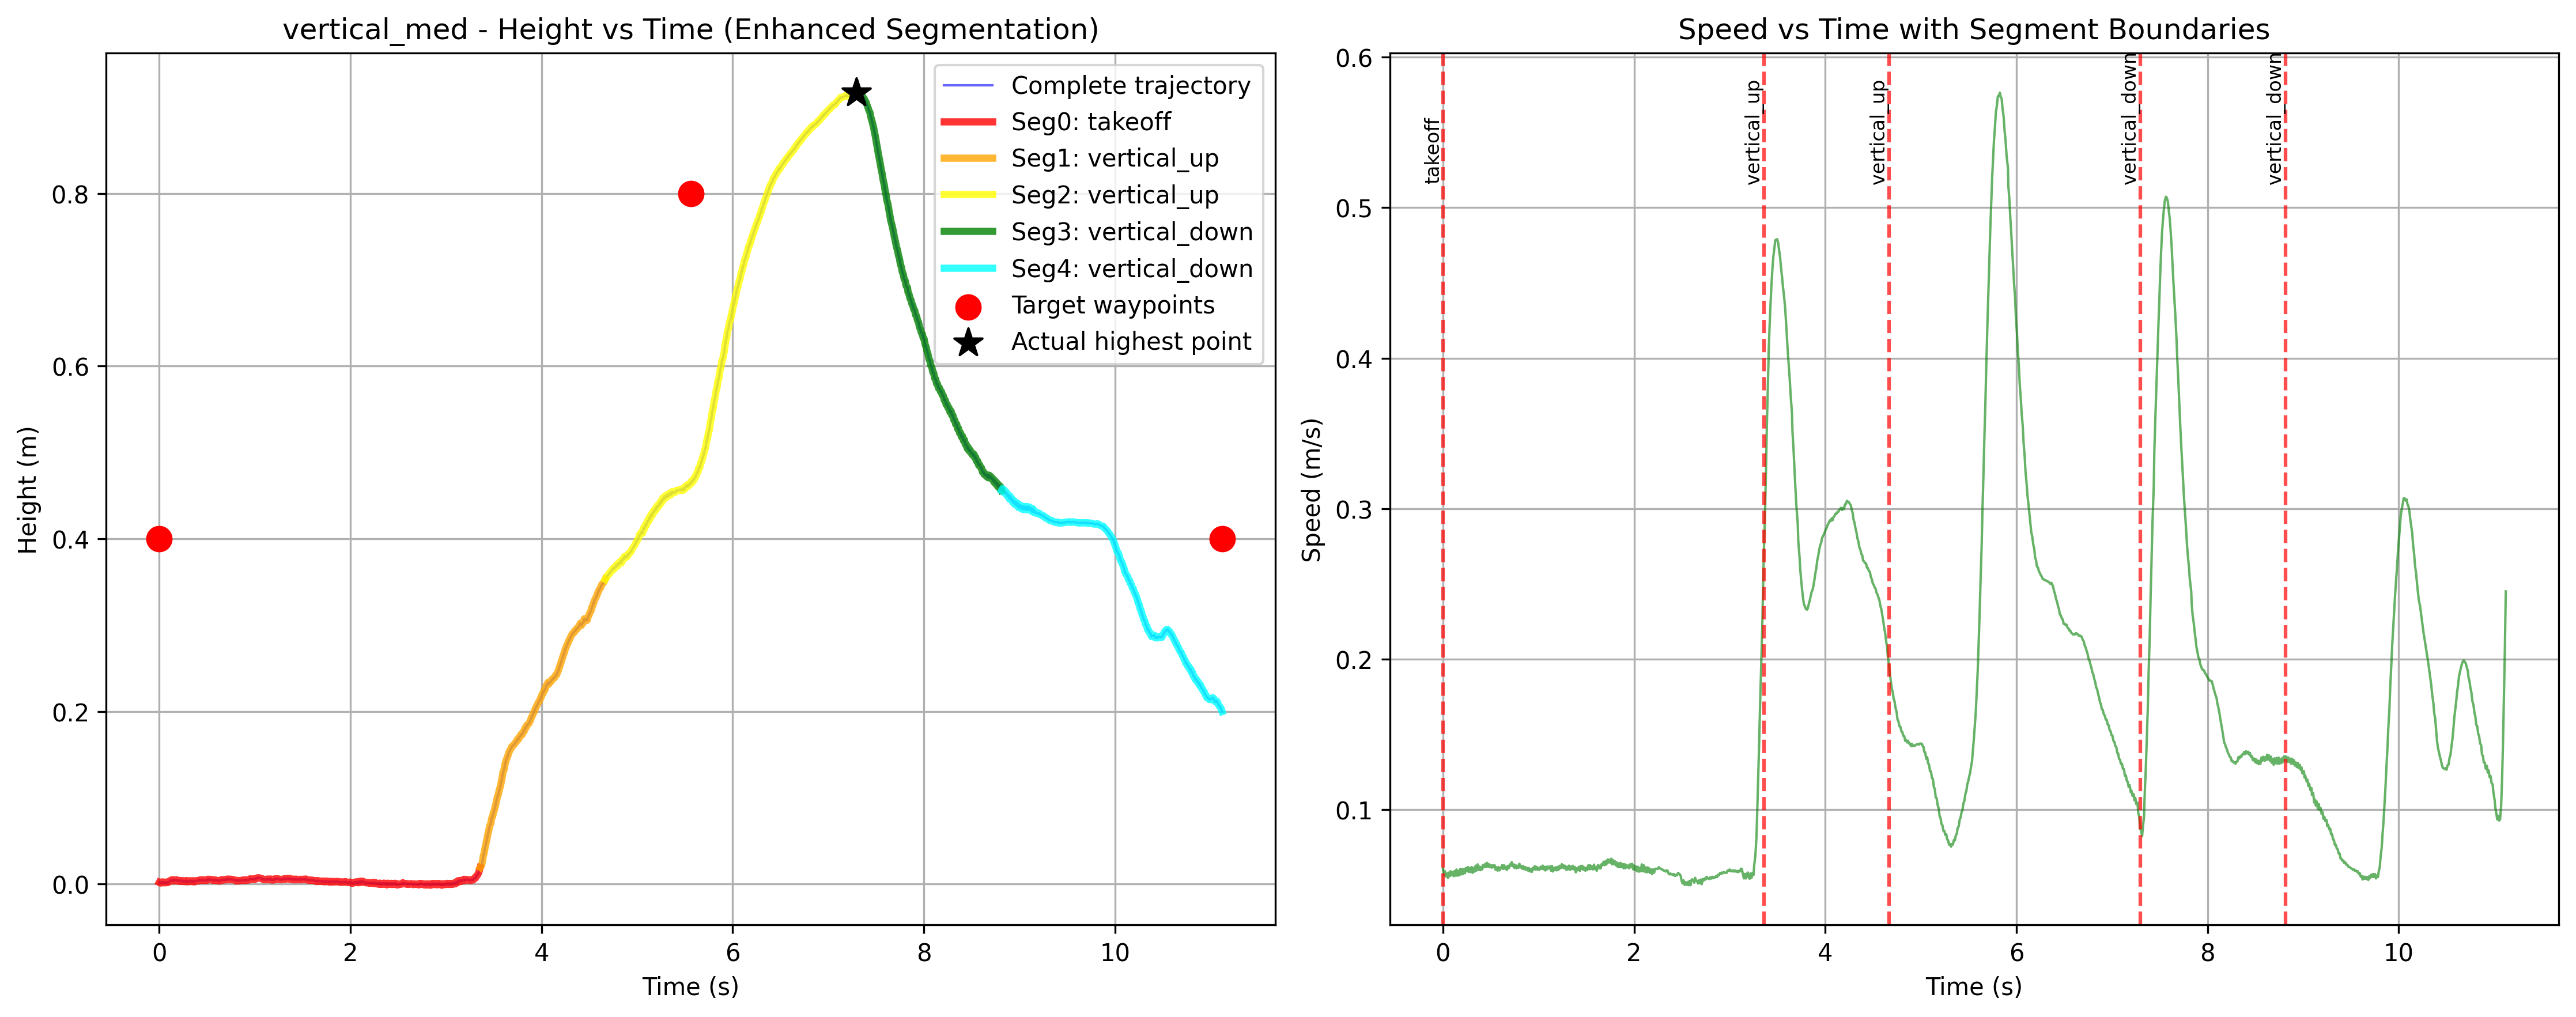 vertical_med - Height vs Time (Enhanced Segmentation)
Height (m)
0.8
0.6
0.4
0.2
0.0
0
2
4
6
8
10
Time (s)
Complete trajectory
Seg0: takeoff
Seg1: vertical_up
Seg2: vertical_up
Seg3: vertical_down
Seg4: vertical_down
Target waypoints
Actual highest point
Speed vs Time with Segment Boundaries
Speed (m/s)
0.6
0.5
0.4
0.3
0.2
0.1
takeoff
vertical_up
vertical_up
vertical_down
vertical_down
0
2
4
6
8
10
Time (s)